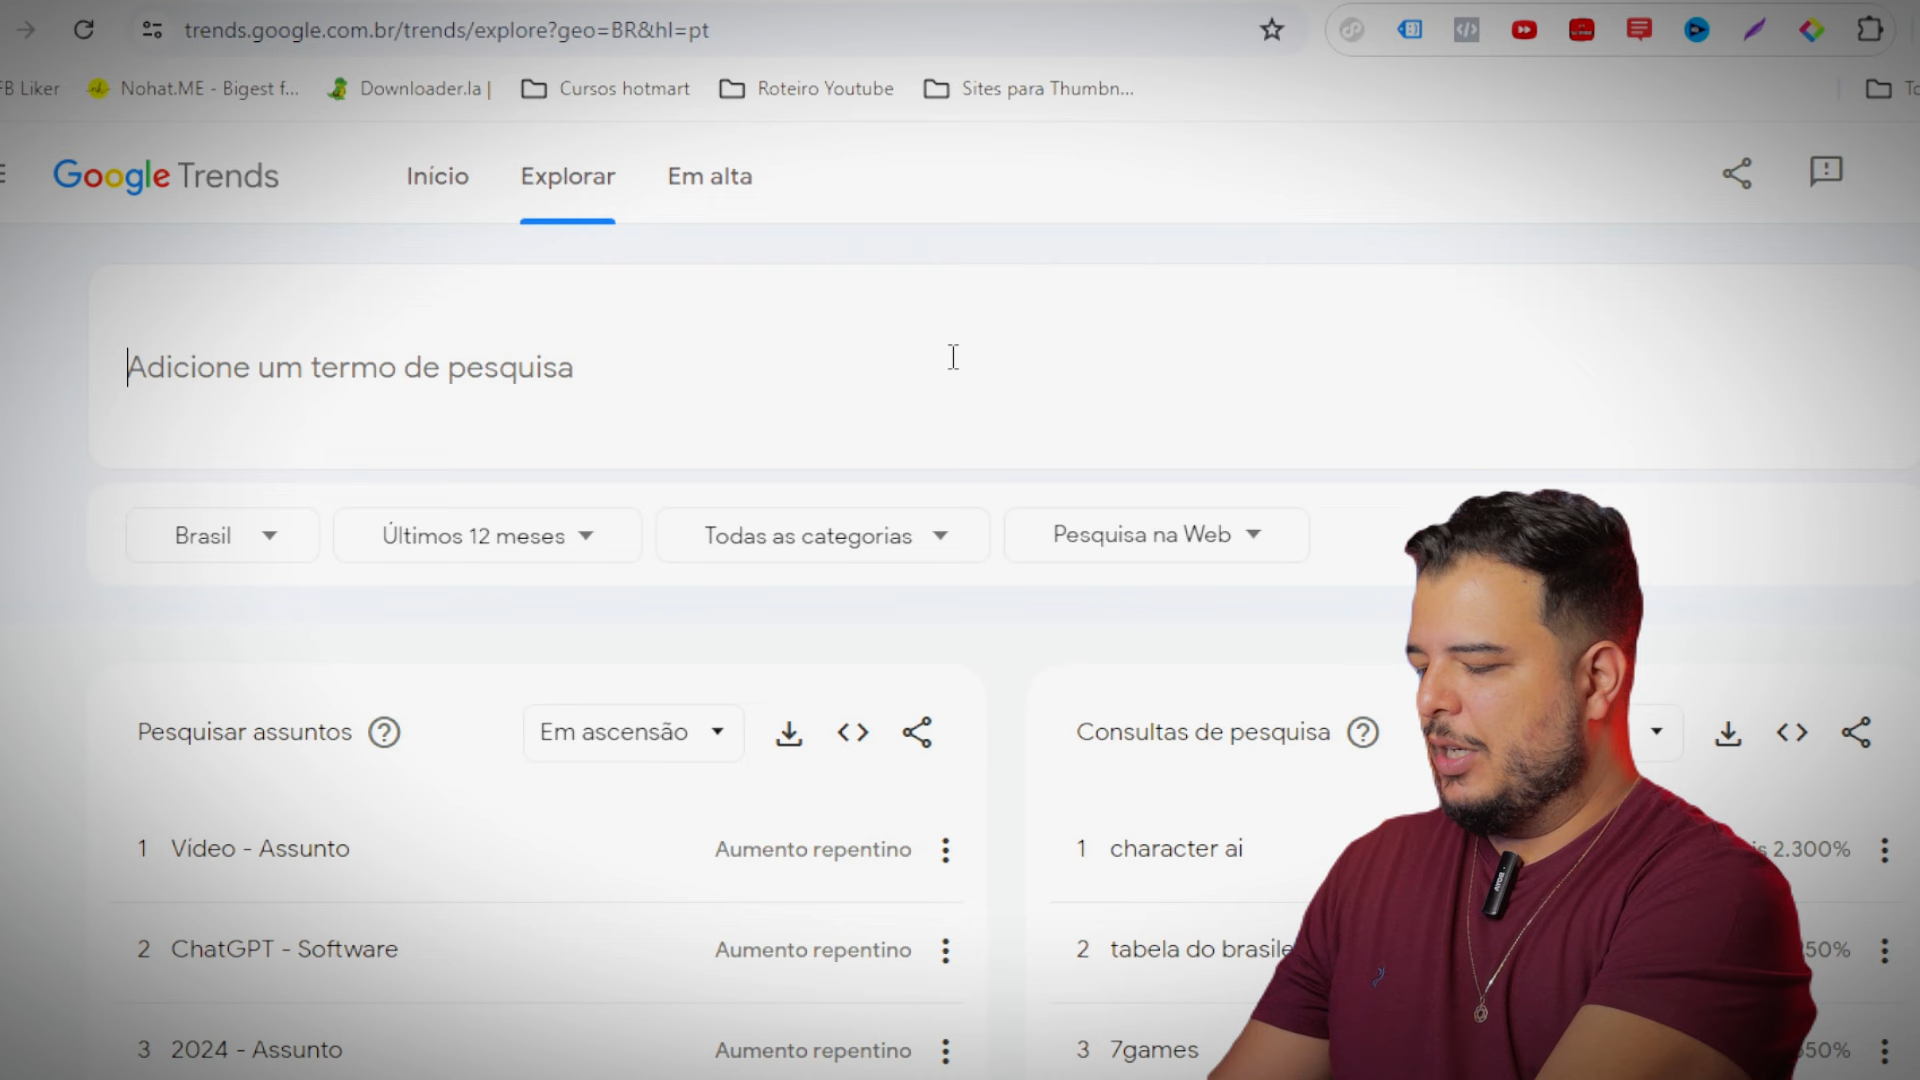 trends.google.com.br/trends/explore?geo=BR&hl=pt
FB Liker
Nohat.ME - Bigest f...
Downloader.la |
Cursos hotmart
Roteiro Youtube
Sites para Thumbn...
Google Trends
Início
Explorar
Em alta
Adicione um termo de pesquisa
Brasil
Últimos 12 meses
Todas as categorias
Pesquisa na Web
Pesquisar assuntos
Em ascensão
1 Vídeo - Assunto Aumento repentino
2 ChatGPT - Software Aumento repentino
3 2024 - Assunto Aumento repentino
Consultas de pesquisa
1 character ai 2.300%
2 tabela do brasile
3 7games